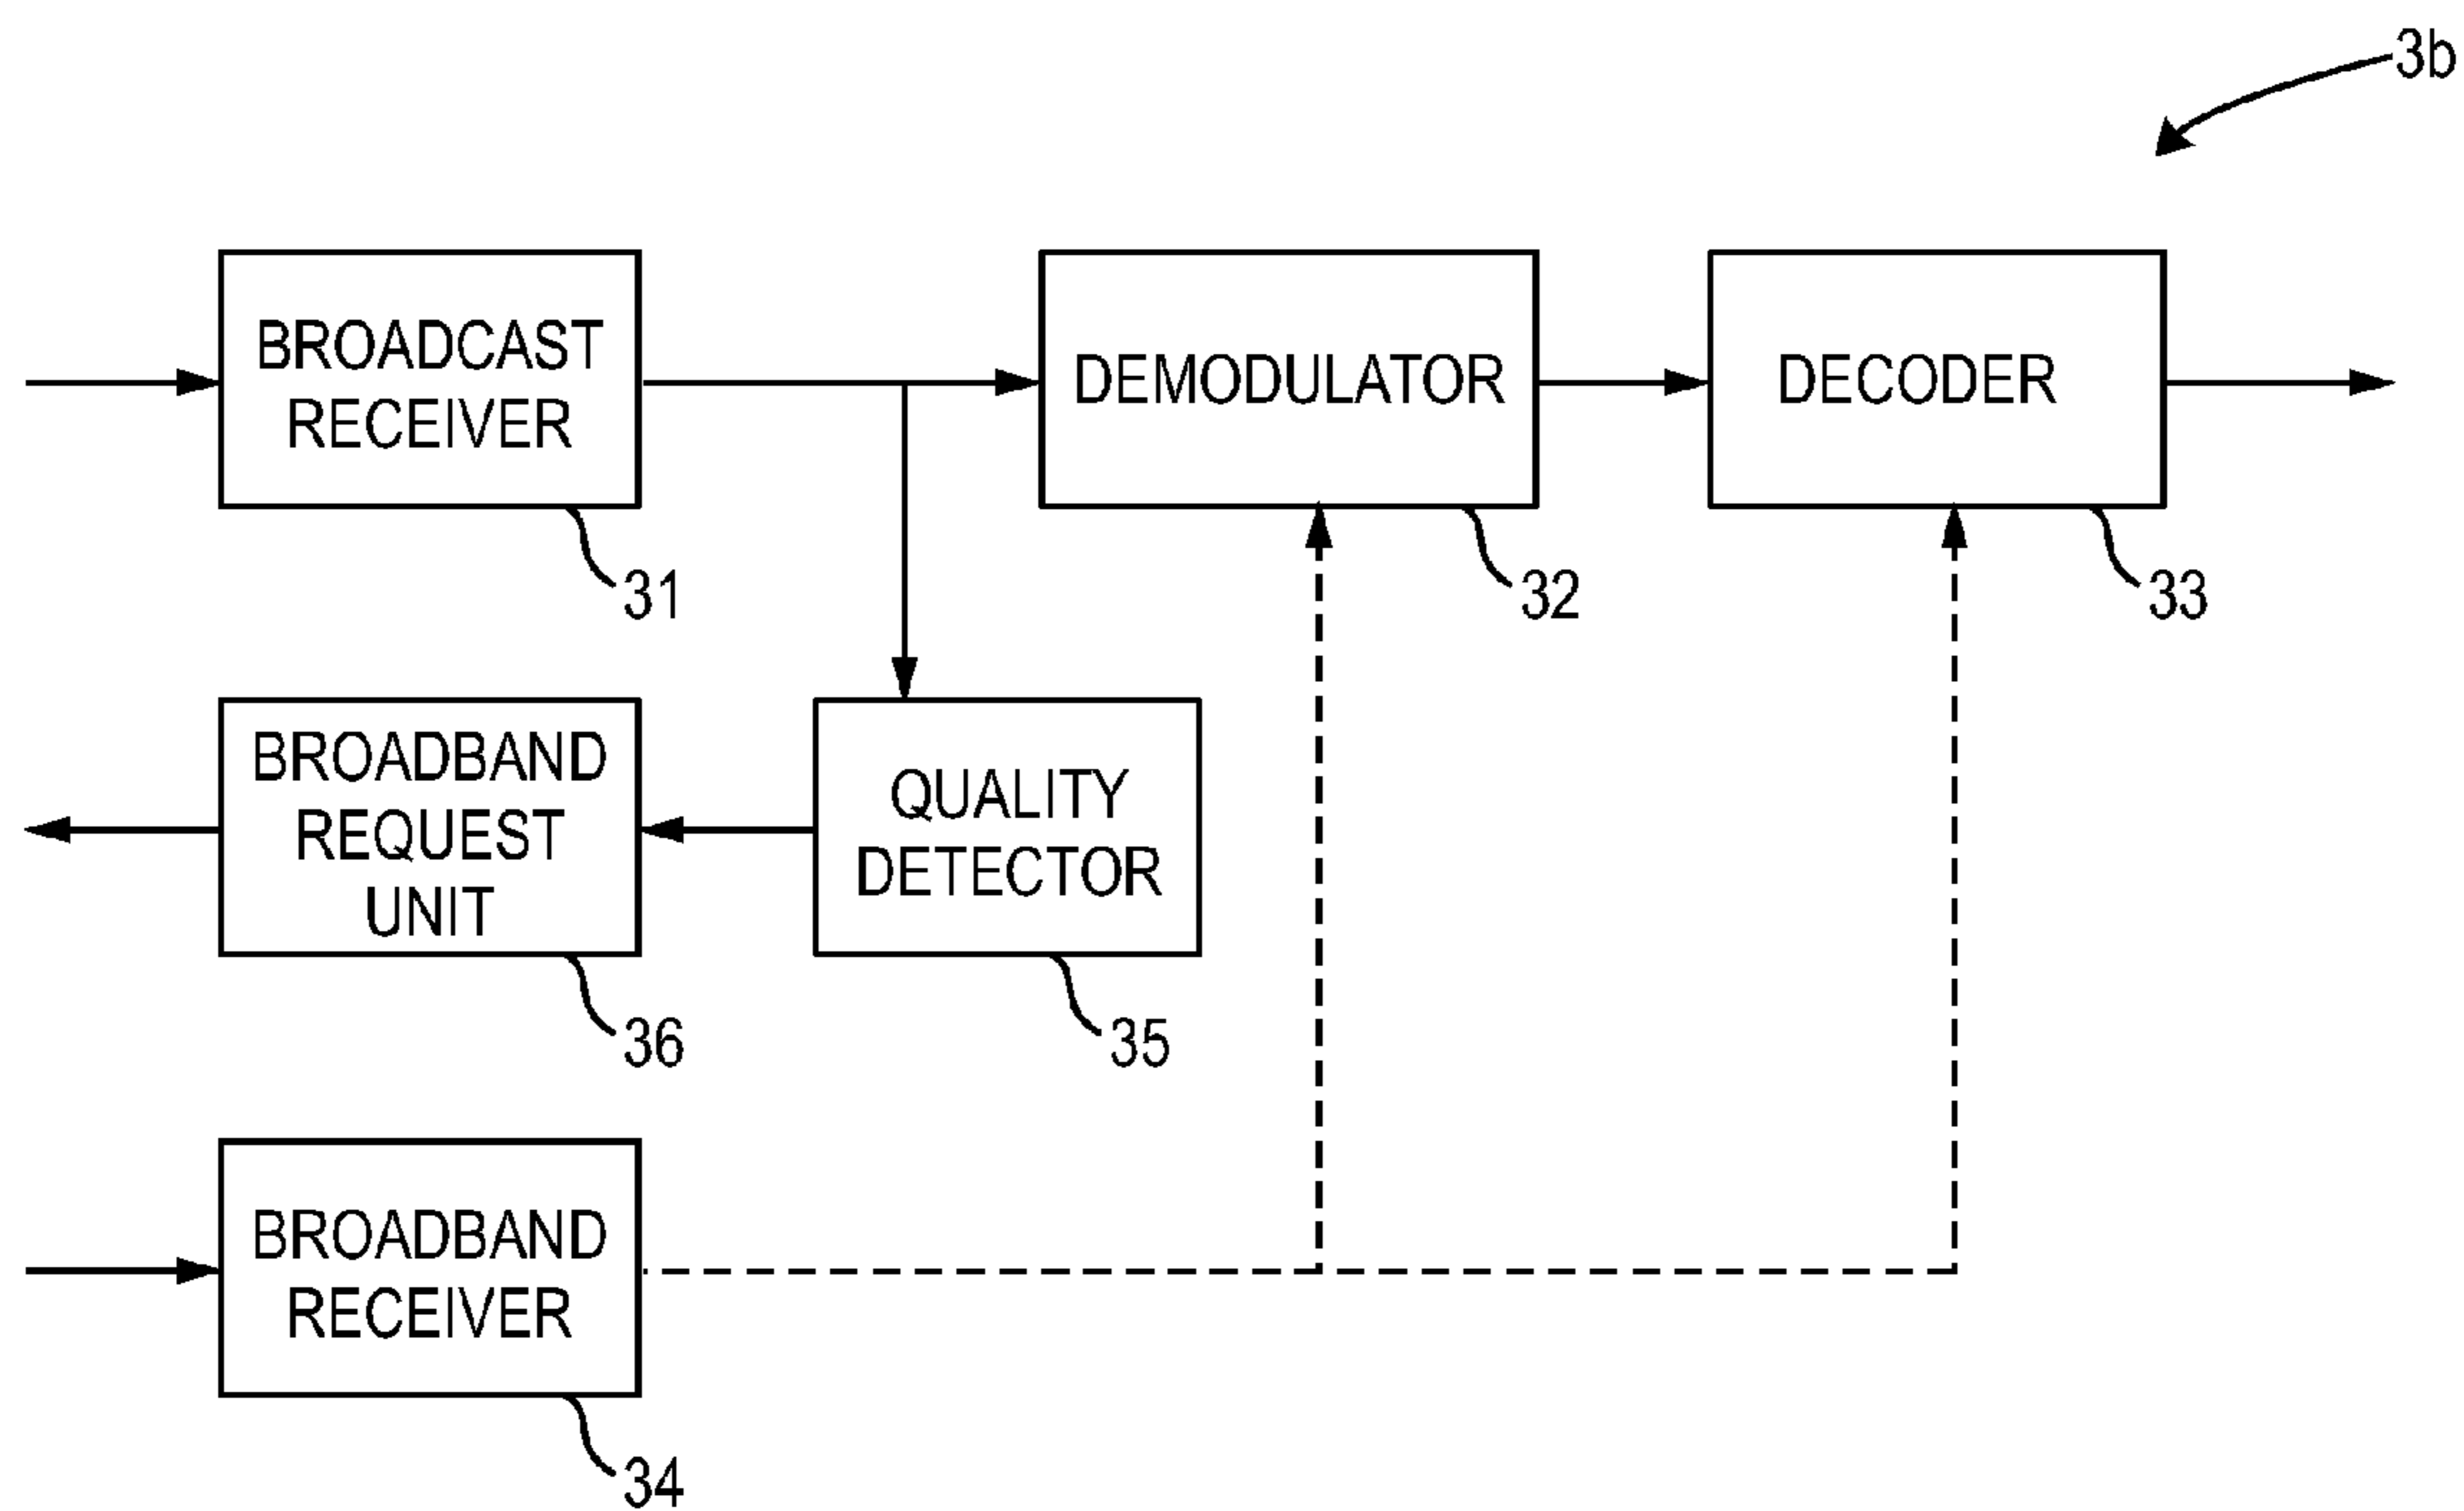 3b
BROADCAST
RECEIVER
DEMODULATOR
DECODER
31
32
33
BROADBAND
REQUEST
UNIT
QUALITY
DETECTOR
36
35
BROADBAND
RECEIVER
34